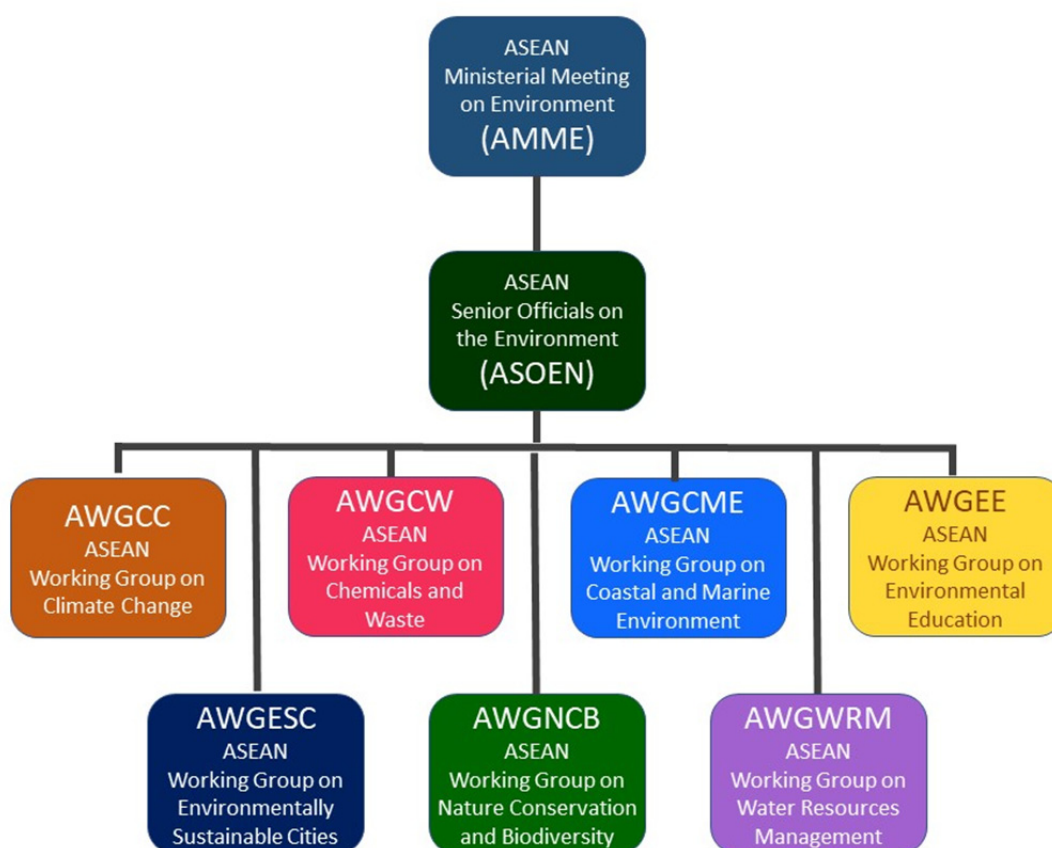 ASEAN
Ministerial Meeting
on Environment
(AMME)
ASEAN
Senior Officials on
the Environment
(ASOEN)
AWGCC
ASEAN
Working Group on
Climate Change
AWGCW
ASEAN
Working Group on
Chemicals and
Waste
AWGCME
ASEAN
Working Group on
Coastal and Marine
Environment
AWGEE
ASEAN
Working Group on
Environmental
Education
AWGESC
ASEAN
Working Group on
Environmentally
Sustainable Cities
AWGNCB
ASEAN
Working Group on
Nature Conservation
and Biodiversity
AWGWRM
ASEAN
Working Group on
Water Resources
Management